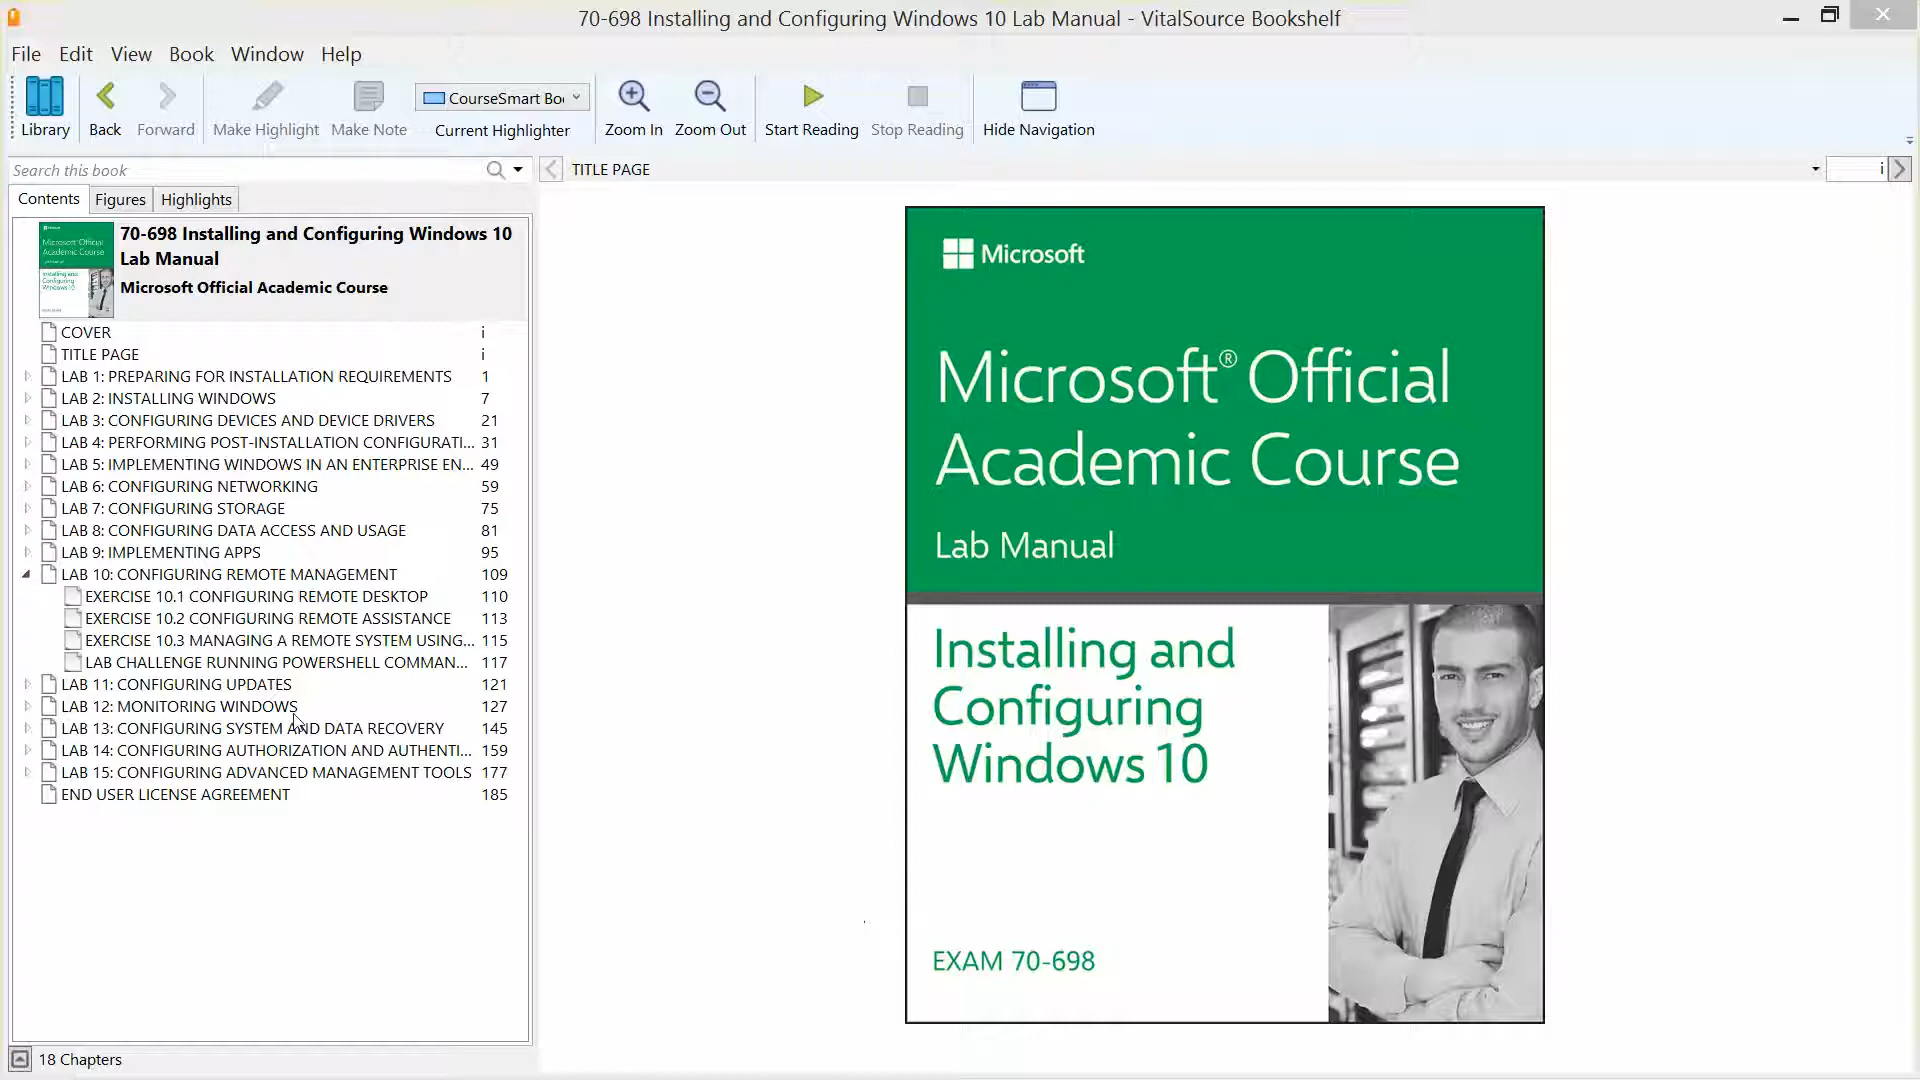 70-698 Installing and Configuring Windows 10 Lab Manual - VitalSource Bookshelf
File Edit View Book Window Help
Library Back Forward Make Highlight Make Note CourseSmart Bo Current Highlighter Zoom In Zoom Out Start Reading Stop Reading Hide Navigation
Search this book
TITLE PAGE i
Contents Figures Highlights
70-698 Installing and Configuring Windows 10
Lab Manual
Microsoft Official Academic Course
COVER i
TITLE PAGE i
LAB 1: PREPARING FOR INSTALLATION REQUIREMENTS 1
LAB 2: INSTALLING WINDOWS 7
LAB 3: CONFIGURING DEVICES AND DEVICE DRIVERS 21
LAB 4: PERFORMING POST-INSTALLATION CONFIGURATI... 31
LAB 5: IMPLEMENTING WINDOWS IN AN ENTERPRISE EN... 49
LAB 6: CONFIGURING NETWORKING 59
LAB 7: CONFIGURING STORAGE 75
LAB 8: CONFIGURING DATA ACCESS AND USAGE 81
LAB 9: IMPLEMENTING APPS 95
LAB 10: CONFIGURING REMOTE MANAGEMENT 109
EXERCISE 10.1 CONFIGURING REMOTE DESKTOP 110
EXERCISE 10.2 CONFIGURING REMOTE ASSISTANCE 113
EXERCISE 10.3 MANAGING A REMOTE SYSTEM USING... 115
LAB CHALLENGE RUNNING POWERSHELL COMMAN... 117
LAB 11: CONFIGURING UPDATES 121
LAB 12: MONITORING WINDOWS 127
LAB 13: CONFIGURING SYSTEM AND DATA RECOVERY 145
LAB 14: CONFIGURING AUTHORIZATION AND AUTHENTI... 159
LAB 15: CONFIGURING ADVANCED MANAGEMENT TOOLS 177
END USER LICENSE AGREEMENT 185
18 Chapters
Microsoft
Microsoft® Official
Academic Course
Lab Manual
Installing and
Configuring
Windows 10
EXAM 70-698